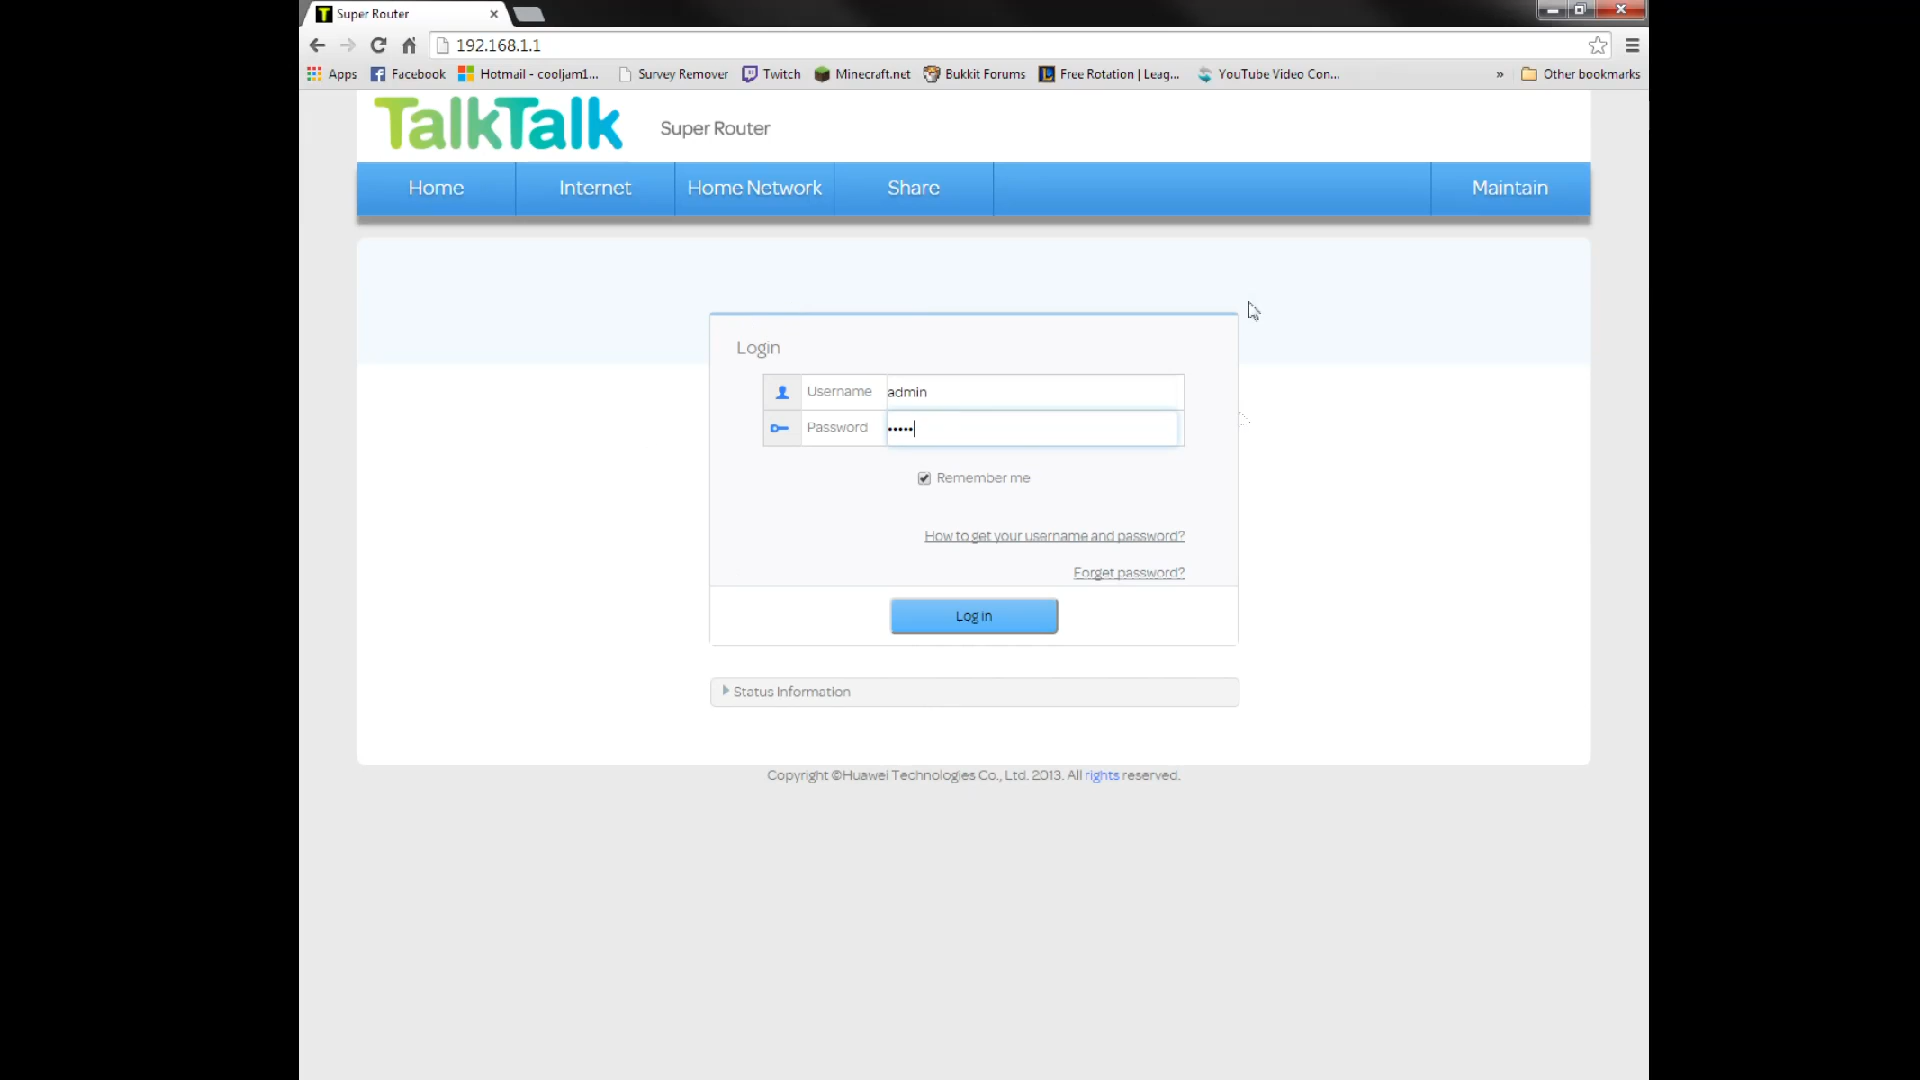 Super Router
192.168.1.1
Apps Facebook Hotmail - cooljam1... Survey Remover Twitch Minecraft.net Bukkit Forums Free Rotation | Leag... YouTube Video Con... » Other bookmarks
TalkTalk Super Router
Home Internet Home Network Share Maintain
Login
Username admin
Password •••••
Remember me
How to get your username and password?
Forget password?
Log in
Status Information
Copyright ©Huawei Technologies Co., Ltd. 2013. All rights reserved.